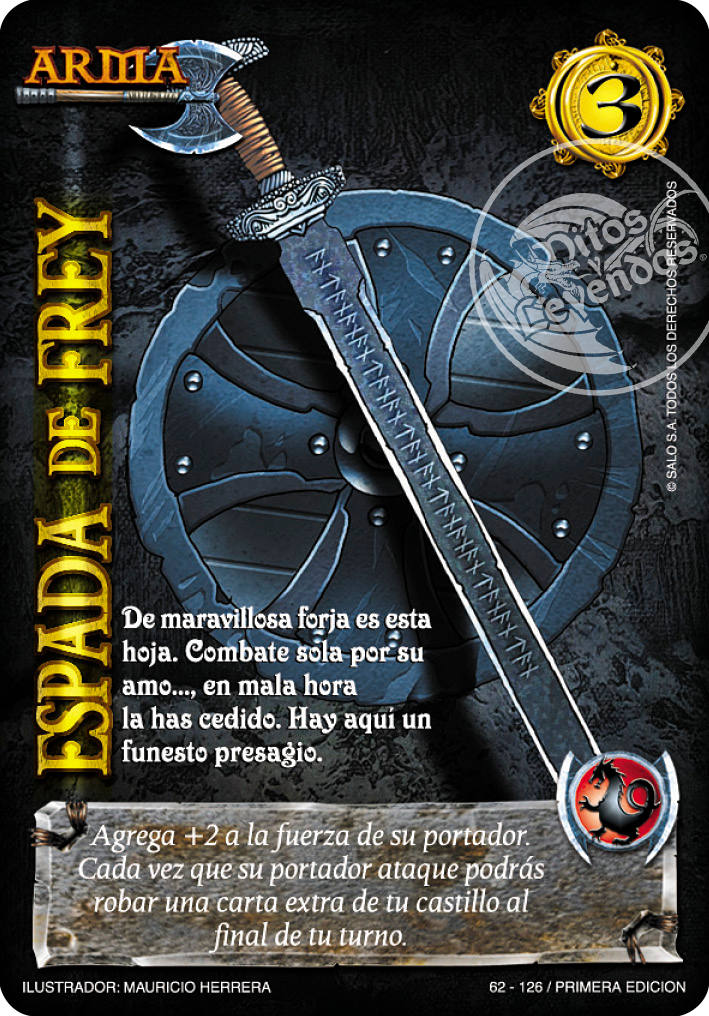 ARMA
3
Mitos
y
Leyendas
© SALO S.A. TODOS LOS DERECHOS RESERVADOS
ESPADA DE FREY
De maravillosa forja es esta
hoja. Combate sola por su
amo..., en mala hora
la has cedido. Hay aquí un
funesto presagio.
Agrega +2 a la fuerza de su portador.
Cada vez que su portador ataque podrás
robar una carta extra de tu castillo al
final de tu turno.
ILUSTRADOR: MAURICIO HERRERA
62 - 126 / PRIMERA EDICION